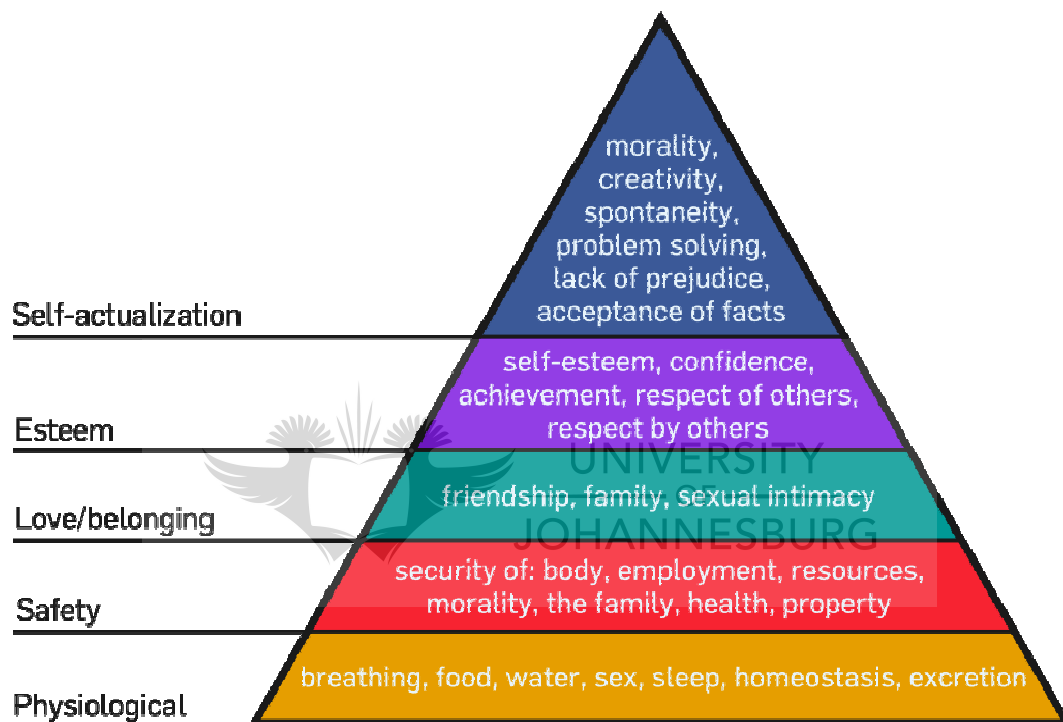 morality,
creativity,
spontaneity,
problem solving,
lack of prejudice,
acceptance of facts
Self-actualization
self-esteem, confidence,
achievement, respect of others,
respect by others
Esteem
UNIVERSITY
OF
JOHANNESBURG
friendship, family, sexual intimacy
Love/belonging
security of: body, employment, resources,
morality, the family, health, property
Safety
breathing, food, water, sex, sleep, homeostasis, excretion
Physiological